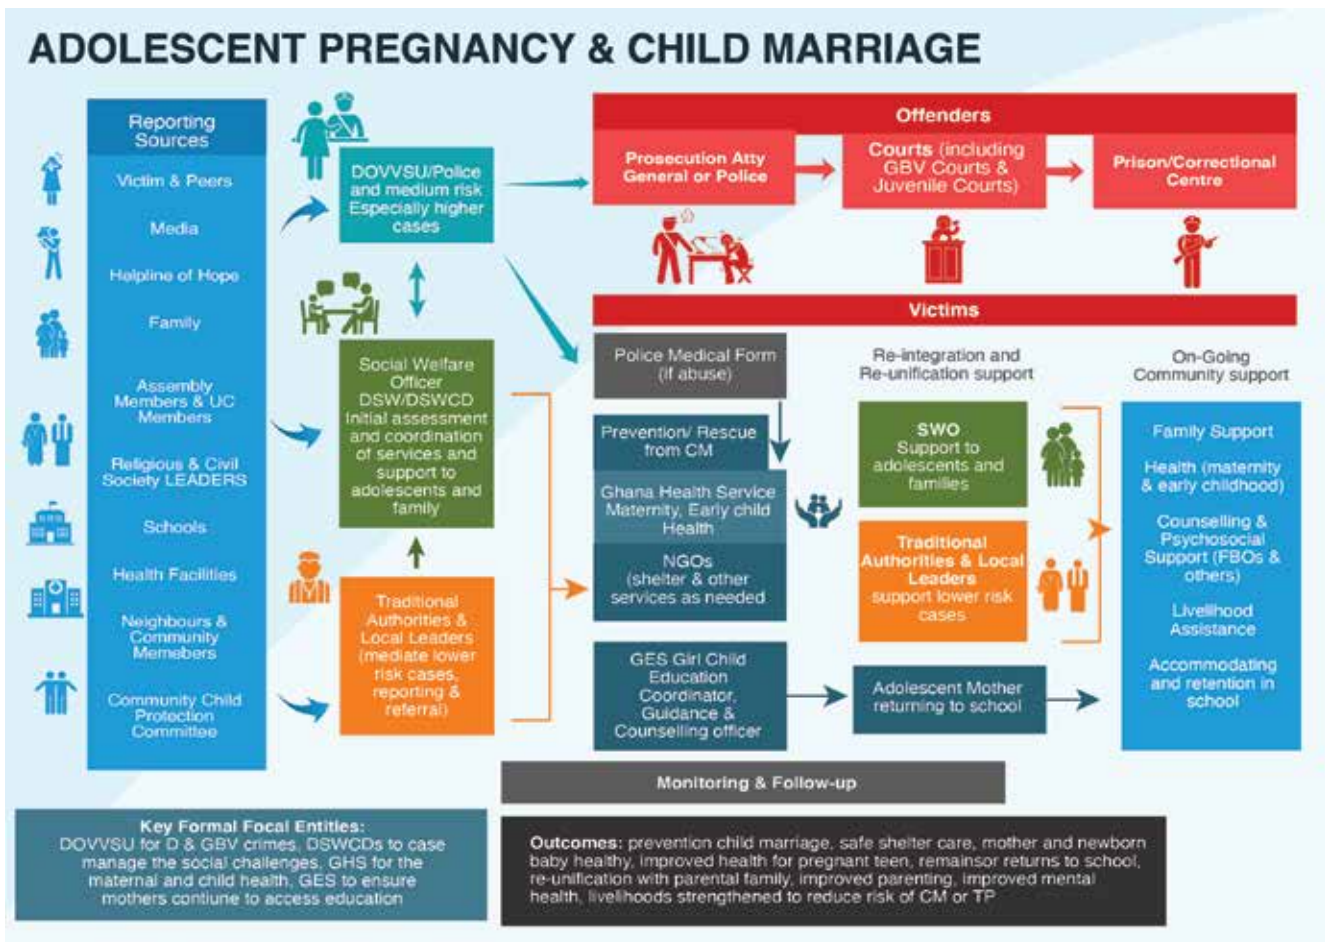 ADOLESCENT PREGNANCY & CHILD MARRIAGE
Reporting
Sources
Victim & Peers
Media
Helpline of Hope
Family
Assembly
Members & UC
Members
Religious & Civil
Society LEADERS
Schools
Health Facilities
Neighbours &
Community
Memebers
Community Child
Protection
Committee
DOVVSU/Police
and medium risk
Especially higher
cases
Social Welfare
Officer
DSW/DSWCD
Initial assessment
and coordination
of services and
support to
adolescents and
family
Traditional
Authorities &
Local Leaders
(mediate lower
risk cases,
reporting &
referral)
Offenders
Prosecution Atty
General or Police
Courts (including
GBV Courts &
Juvenile Courts)
Prison/Correctional
Centre
Victims
Police Medical Form
(if abuse)
Prevention/ Rescue
from CM
Ghana Health Service
Maternity, Early child
Health
NGOs
(shelter & other
services as needed
GES Girl Child
Education
Coordinator,
Guidance &
Counselling officer
Re-integration and
Re-unification support
SWO
Support to
adolescents and
families
Traditional
Authorities & Local
Leaders
support lower risk
cases
Adolescent Mother
returning to school
On-Going
Community support
Family Support
Health (maternity
& early childhood)
Counselling &
Psychosocial
Support (FBOs &
others)
Livelihood
Assistance
Accommodating
and retention in
school
Monitoring & Follow-up
Key Formal Focal Entities:
DOVVSU for D & GBV crimes, DSWCDs to case
manage the social challenges, GHS for the
maternal and child health, GES to ensure
mothers contiune to access education
Outcomes: prevention child marriage, safe shelter care, mother and newborn
baby healthy, improved health for pregnant teen, remainsor returns to school,
re-unification with parental family, improved parenting, improved mental
health, livelihoods strengthened to reduce risk of CM or TP